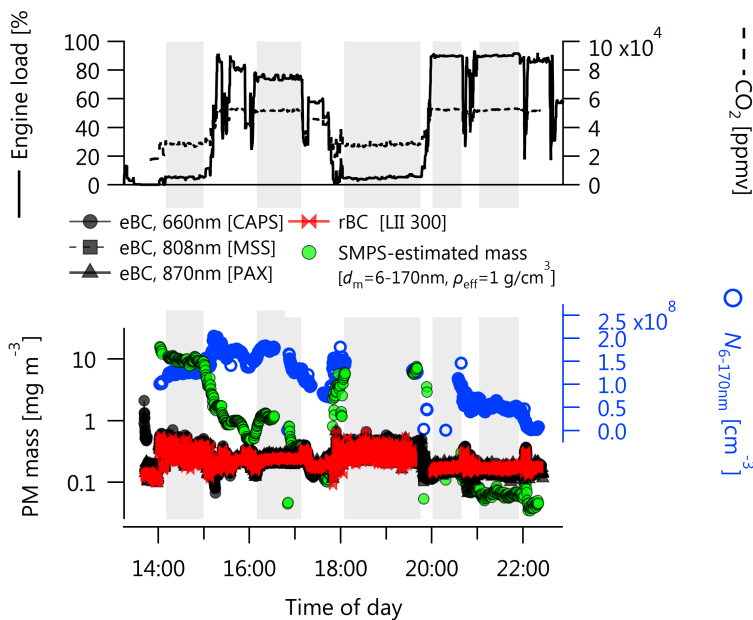 Engine load [%
100
80
60
40
20
0
10 x10⁴
8
6
4
2
0
CO₂ [ppmv]
eBC, 660nm [CAPS]
rBC [LII 300]
eBC, 808nm [MSS]
SMPS-estimated mass
eBC, 870nm [PAX]
[dₘ=6-170nm, ρeff=1 g/cm³]
PM mass [mg m⁻³]
10
1
0.1
2.5 x10⁸
2.0
1.5
1.0
0.5
0.0
N6-170nm [cm⁻³]
14:00
16:00
18:00
20:00
22:00
Time of day